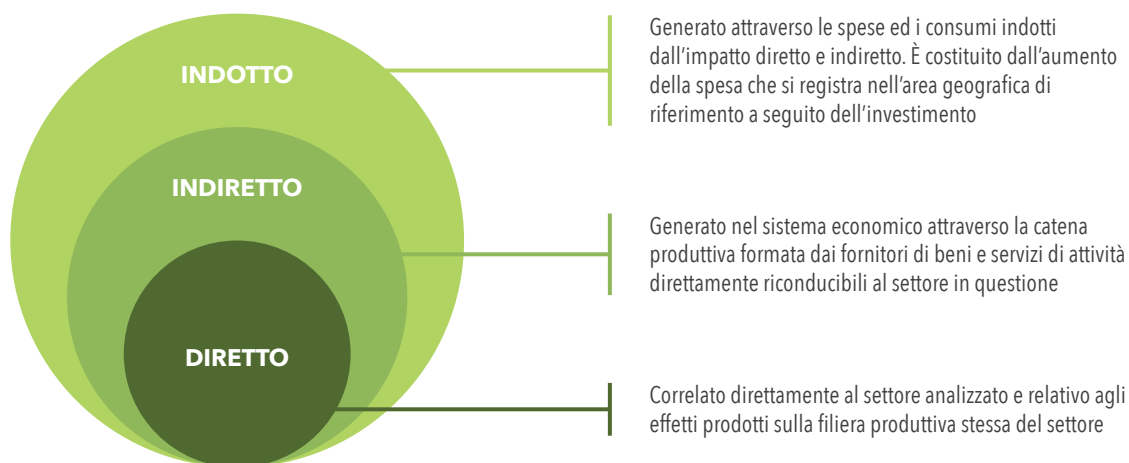 INDOTTO
Generato attraverso le spese ed i consumi indotti
dall'impatto diretto e indiretto. È costituito dall'aumento
della spesa che si registra nell'area geografica di
riferimento a seguito dell'investimento
INDIRETTO
Generato nel sistema economico attraverso la catena
produttiva formata dai fornitori di beni e servizi di attività
direttamente riconducibili al settore in questione
DIRETTO
Correlato direttamente al settore analizzato e relativo agli
effetti prodotti sulla filiera produttiva stessa del settore